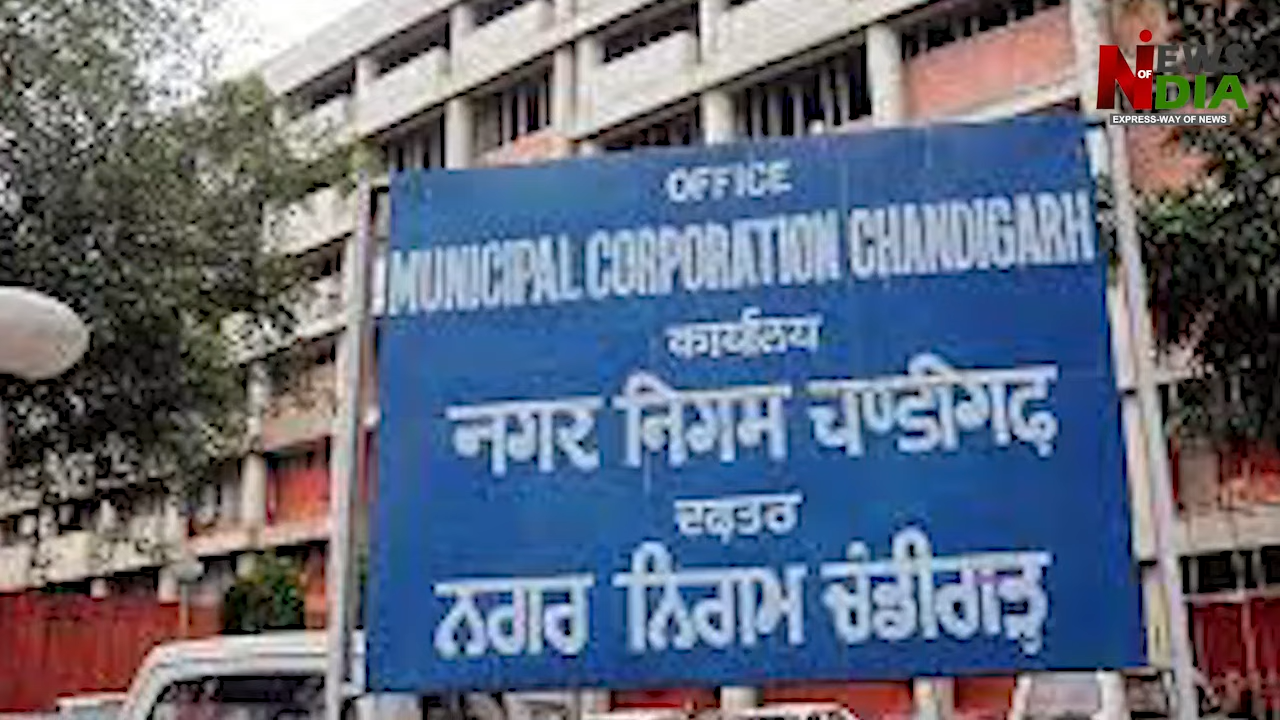 NEWS
OF
INDIA
EXPRESS-WAY OF NEWS
OFFICE
MUNICIPAL CORPORATION CHANDIGARH
कार्यालय
नगर निगम चण्डीगढ़
ਦਫਤਰ
ਨਗਰ ਨਿਗਮ ਚੰਡੀਗੜ੍ਹ